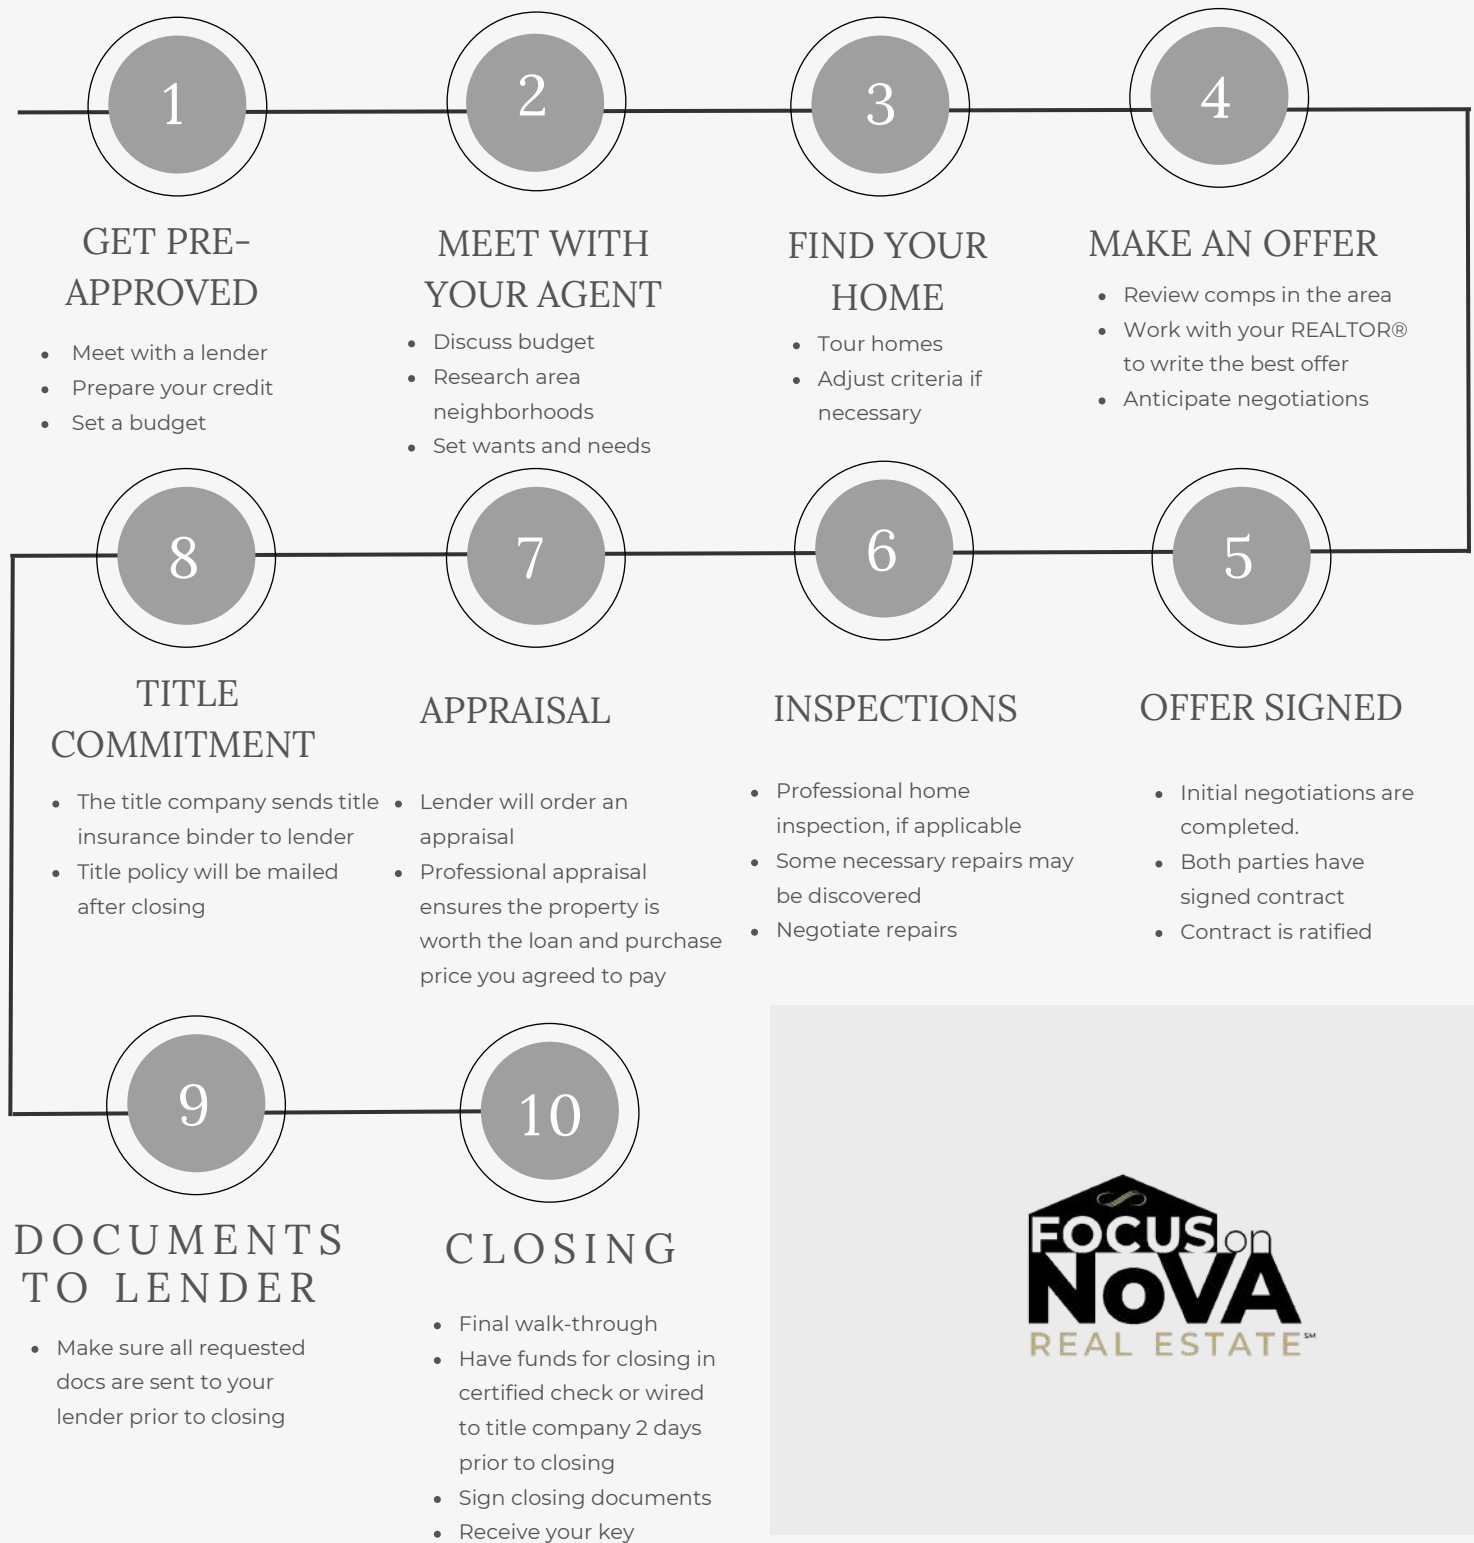 1
GET PRE-
APPROVED
Meet with a lender
Prepare your credit
Set a budget
2
MEET WITH
YOUR AGENT
Discuss budget
Research area
neighborhoods
Set wants and needs
3
FIND YOUR
HOME
Tour homes
Adjust criteria if
necessary
4
MAKE AN OFFER
Review comps in the area
Work with your REALTOR®
to write the best offer
Anticipate negotiations
5
OFFER SIGNED
Initial negotiations are
completed.
Both parties have
signed contract
Contract is ratified
6
INSPECTIONS
Professional home
inspection, if applicable
Some necessary repairs may
be discovered
Negotiate repairs
7
APPRAISAL
Lender will order an
appraisal
Professional appraisal
ensures the property is
worth the loan and purchase
price you agreed to pay
8
TITLE
COMMITMENT
The title company sends title
insurance binder to lender
Title policy will be mailed
after closing
9
DOCUMENTS
TO LENDER
Make sure all requested
docs are sent to your
lender prior to closing
10
CLOSING
Final walk-through
Have funds for closing in
certified check or wired
to title company 2 days
prior to closing
Sign closing documents
Receive your key
FOCUS on
NoVA
REAL ESTATE℠